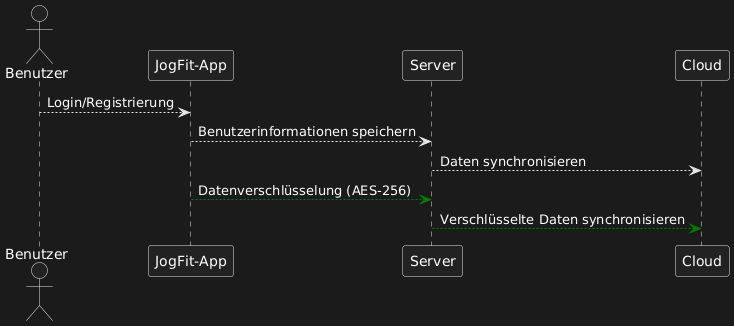 Benutzer
JogFit-App
Server
Cloud
Login/Registrierung
Benutzerinformationen speichern
Daten synchronisieren
Datenverschlüsselung (AES-256)
Verschlüsselte Daten synchronisieren
Benutzer
JogFit-App
Server
Cloud